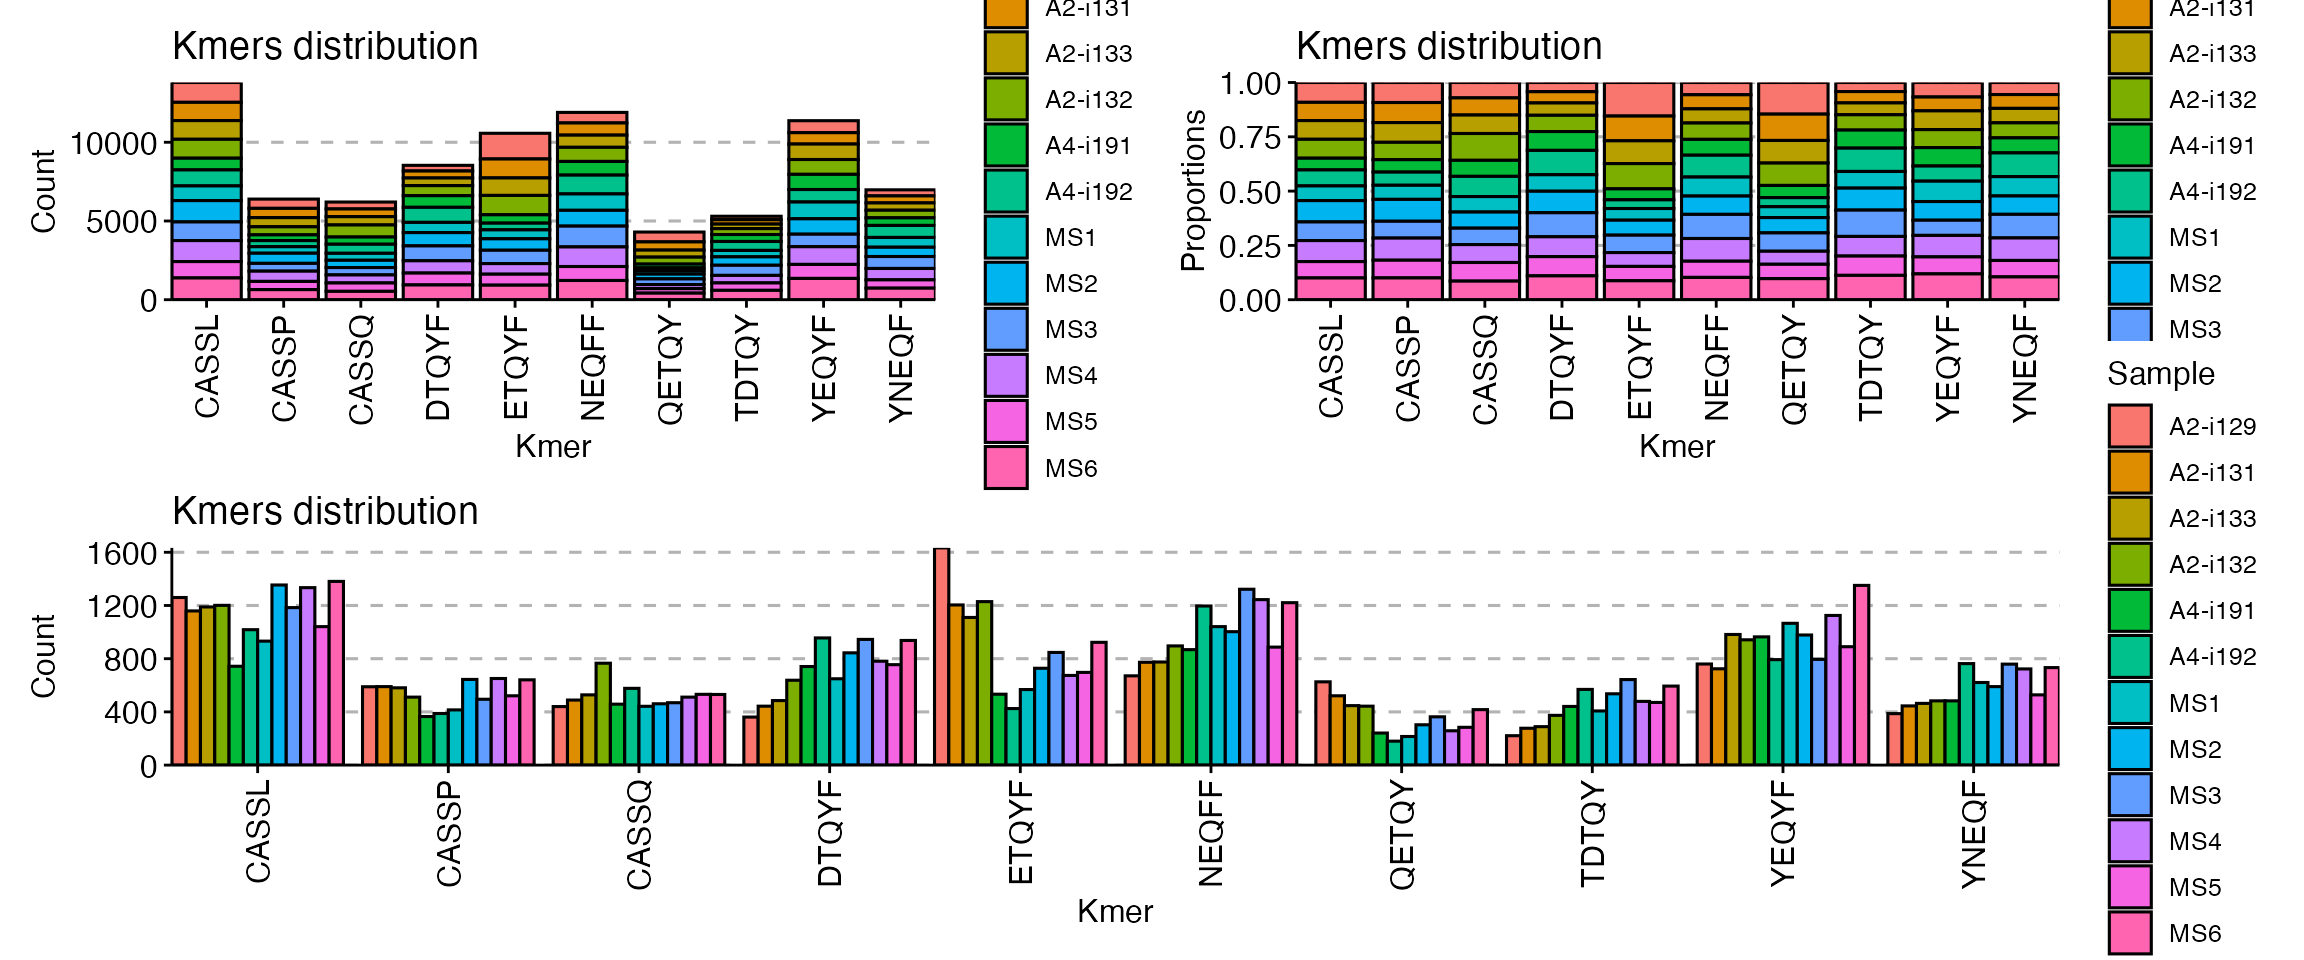 Kmers distribution
Count
10000
5000
0
CASSL
CASSP
CASSQ
DTQYF
ETQYF
NEQFF
QETQY
TDTQY
YEQYF
YNEQF
Kmer
A2-i131
A2-i133
A2-i132
A4-i191
A4-i192
MS1
MS2
MS3
MS4
MS5
MS6
Kmers distribution
Proportions
1.00
0.75
0.50
0.25
0.00
CASSL
CASSP
CASSQ
DTQYF
ETQYF
NEQFF
QETQY
TDTQY
YEQYF
YNEQF
Kmer
A2-i131
A2-i133
A2-i132
A4-i191
A4-i192
MS1
MS2
MS3
Kmers distribution
Count
1600
1200
800
400
0
CASSL
CASSP
CASSQ
DTQYF
ETQYF
NEQFF
QETQY
TDTQY
YEQYF
YNEQF
Kmer
Sample
A2-i129
A2-i131
A2-i133
A2-i132
A4-i191
A4-i192
MS1
MS2
MS3
MS4
MS5
MS6